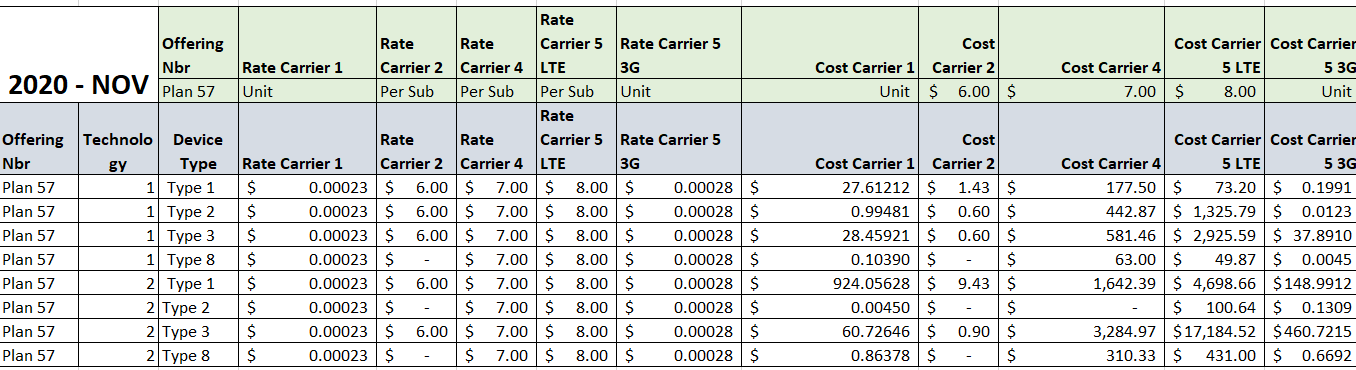 2020 - NOV
Offering Nbr Rate Carrier 1 Rate Carrier 2 Rate Carrier 4 Rate Carrier 5 LTE Rate Carrier 5 3G Cost Carrier 1 Cost Carrier 2 Cost Carrier 4 Cost Carrier 5 LTE Cost Carrier 5 3G
Plan 57 Unit Per Sub Per Sub Per Sub Unit Unit $ 6.00 $ 7.00 $ 8.00 Unit
Offering Nbr Technology Device Type Rate Carrier 1 Rate Carrier 2 Rate Carrier 4 Rate Carrier 5 LTE Rate Carrier 5 3G Cost Carrier 1 Cost Carrier 2 Cost Carrier 4 Cost Carrier 5 LTE Cost Carrier 5 3G
Plan 57 1 Type 1 $ 0.00023 $ 6.00 $ 7.00 $ 8.00 $ 0.00028 $ 27.61212 $ 1.43 $ 177.50 $ 73.20 $ 0.1991
Plan 57 1 Type 2 $ 0.00023 $ 6.00 $ 7.00 $ 8.00 $ 0.00028 $ 0.99481 $ 0.60 $ 442.87 $ 1,325.79 $ 0.0123
Plan 57 1 Type 3 $ 0.00023 $ 6.00 $ 7.00 $ 8.00 $ 0.00028 $ 28.45921 $ 0.60 $ 581.46 $ 2,925.59 $ 37.8910
Plan 57 1 Type 8 $ 0.00023 $ - $ 7.00 $ 8.00 $ 0.00028 $ 0.10390 $ - $ 63.00 $ 49.87 $ 0.0045
Plan 57 2 Type 1 $ 0.00023 $ 6.00 $ 7.00 $ 8.00 $ 0.00028 $ 924.05628 $ 9.43 $ 1,642.39 $ 4,698.66 $148.9912
Plan 57 2 Type 2 $ 0.00023 $ - $ 7.00 $ 8.00 $ 0.00028 $ 0.00450 $ - $ - $ 100.64 $ 0.1309
Plan 57 2 Type 3 $ 0.00023 $ 6.00 $ 7.00 $ 8.00 $ 0.00028 $ 60.72646 $ 0.90 $ 3,284.97 $17,184.52 $460.7215
Plan 57 2 Type 8 $ 0.00023 $ - $ 7.00 $ 8.00 $ 0.00028 $ 0.86378 $ - $ 310.33 $ 431.00 $ 0.6692